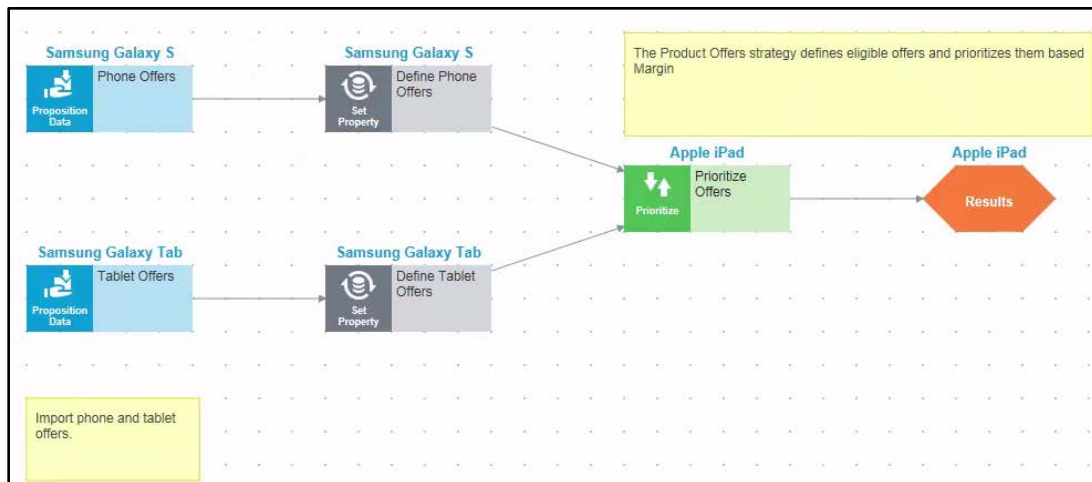 Samsung Galaxy S
Phone Offers
Proposition
Data
Samsung Galaxy S
Define Phone
Offers
Set
Property
The Product Offers strategy defines eligible offers and prioritizes them based
Margin
Apple iPad
Prioritize
Offers
Prioritize
Apple iPad
Results
Samsung Galaxy Tab
Tablet Offers
Proposition
Data
Samsung Galaxy Tab
Define Tablet
Offers
Set
Property
Import phone and tablet
offers.